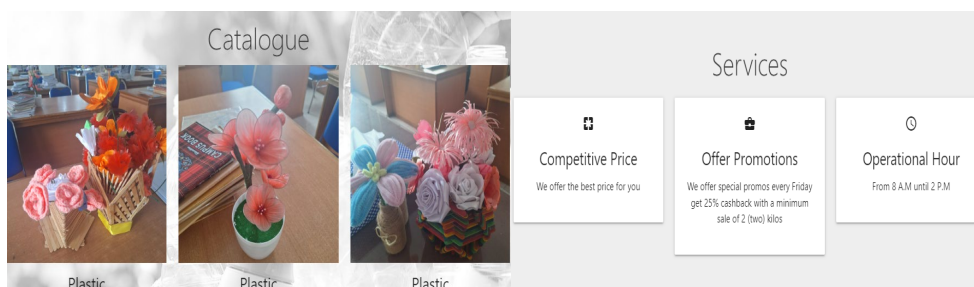 Catalogue
Plastic
Plastic
Plastic
Services
Competitive Price
We offer the best price for you
Offer Promotions
We offer special promos every Friday
get 25% cashback with a minimum
sale of 2 (two) kilos
Operational Hour
From 8 A.M until 2 P.M